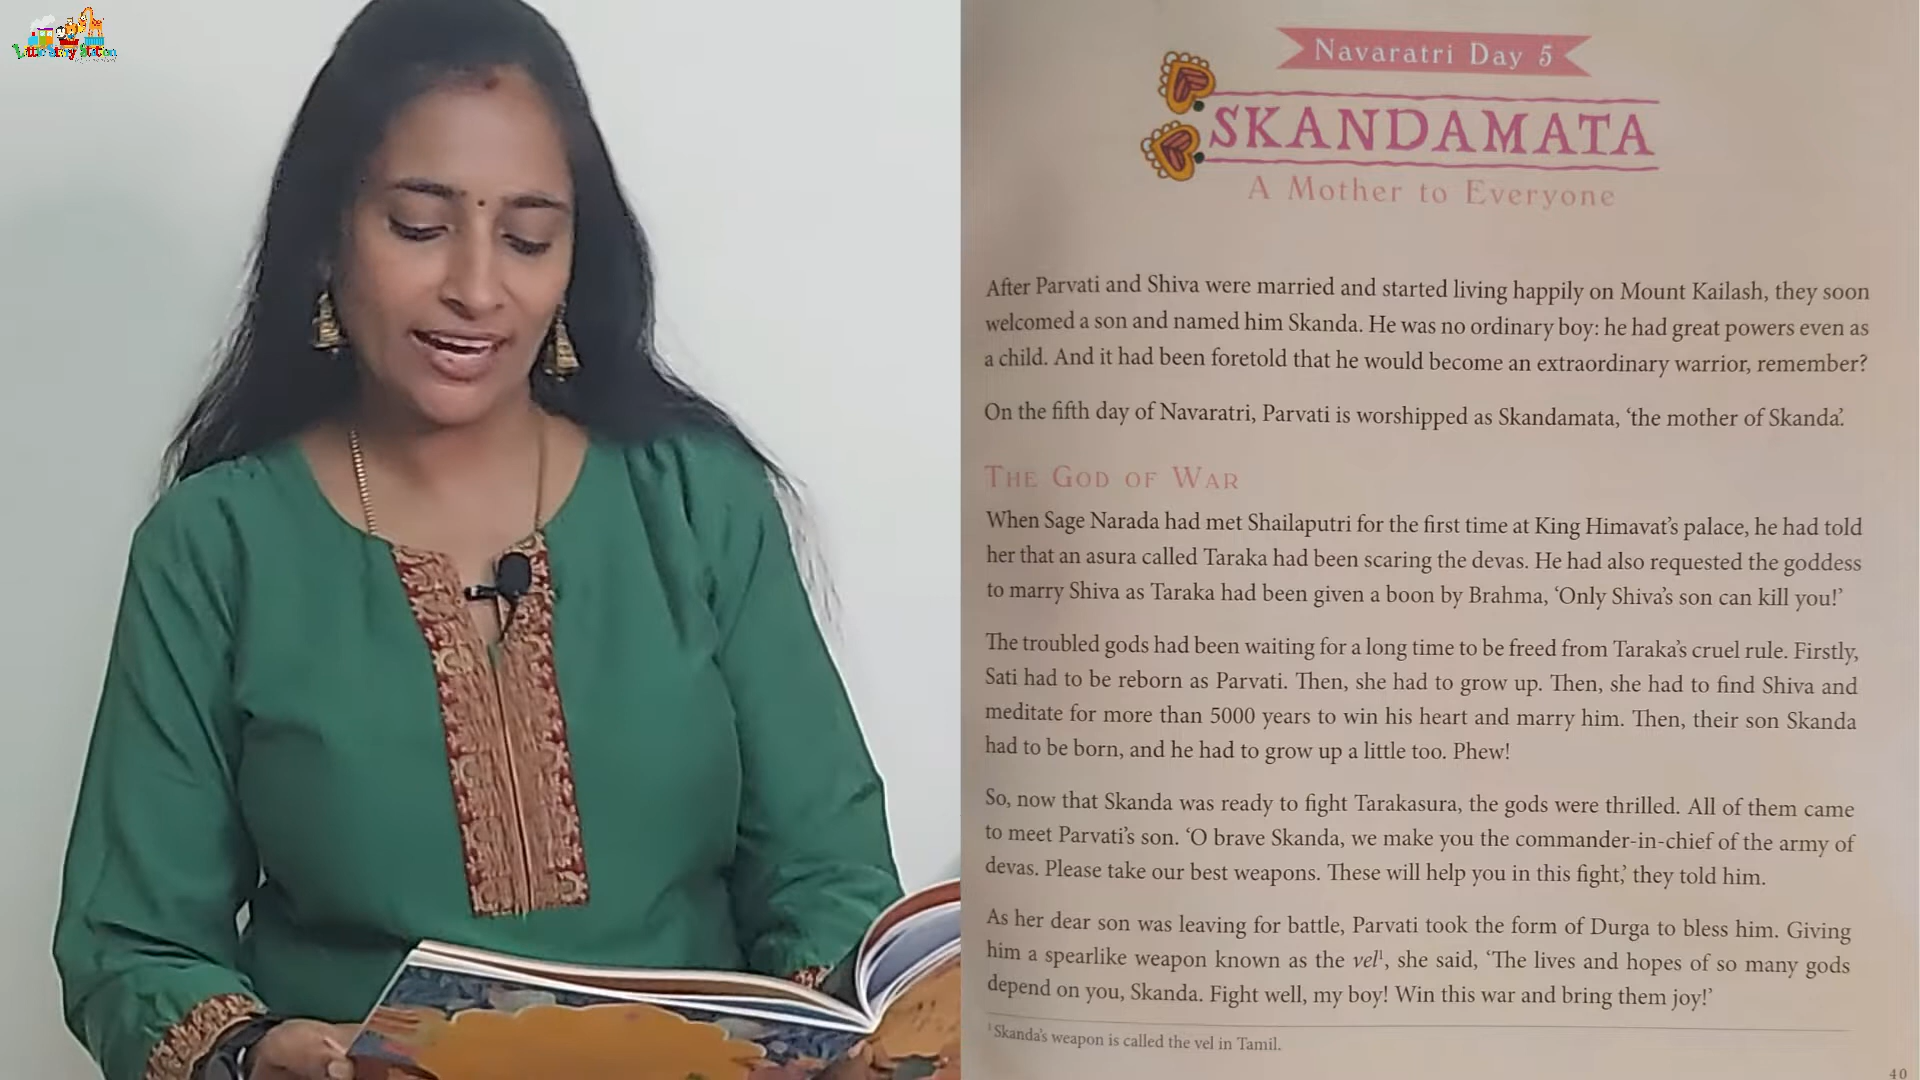 Little Story Station
Navaratri Day 5
SKANDAMATA
A Mother to Everyone
After Parvati and Shiva were married and started living happily on Mount Kailash, they soon
welcomed a son and named him Skanda. He was no ordinary boy: he had great powers even as
a child. And it had been foretold that he would become an extraordinary warrior, remember?
On the fifth day of Navaratri, Parvati is worshipped as Skandamata, ‘the mother of Skanda’.
THE GOD OF WAR
When Sage Narada had met Shailaputri for the first time at King Himavat’s palace, he had told
her that an asura called Taraka had been scaring the devas. He had also requested the goddess
to marry Shiva as Taraka had been given a boon by Brahma, ‘Only Shiva’s son can kill you!’
The troubled gods had been waiting for a long time to be freed from Taraka’s cruel rule. Firstly,
Sati had to be reborn as Parvati. Then, she had to grow up. Then, she had to find Shiva and
meditate for more than 5000 years to win his heart and marry him. Then, their son Skanda
had to be born, and he had to grow up a little too. Phew!
So, now that Skanda was ready to fight Tarakasura, the gods were thrilled. All of them came
to meet Parvati’s son. ‘O brave Skanda, we make you the commander-in-chief of the army of
devas. Please take our best weapons. These will help you in this fight,’ they told him.
As her dear son was leaving for battle, Parvati took the form of Durga to bless him. Giving
him a spearlike weapon known as the vel¹, she said, ‘The lives and hopes of so many gods
depend on you, Skanda. Fight well, my boy! Win this war and bring them joy!’
¹Skanda’s weapon is called the vel in Tamil.
40